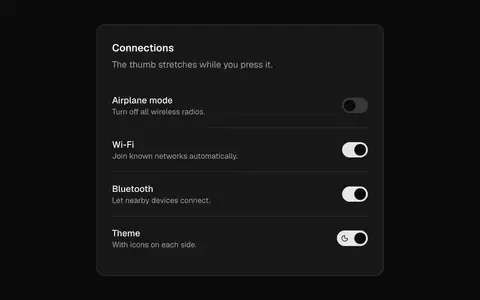 Connections
The thumb stretches while you press it.
Airplane mode
Turn off all wireless radios.
Wi-Fi
Join known networks automatically.
Bluetooth
Let nearby devices connect.
Theme
With icons on each side.